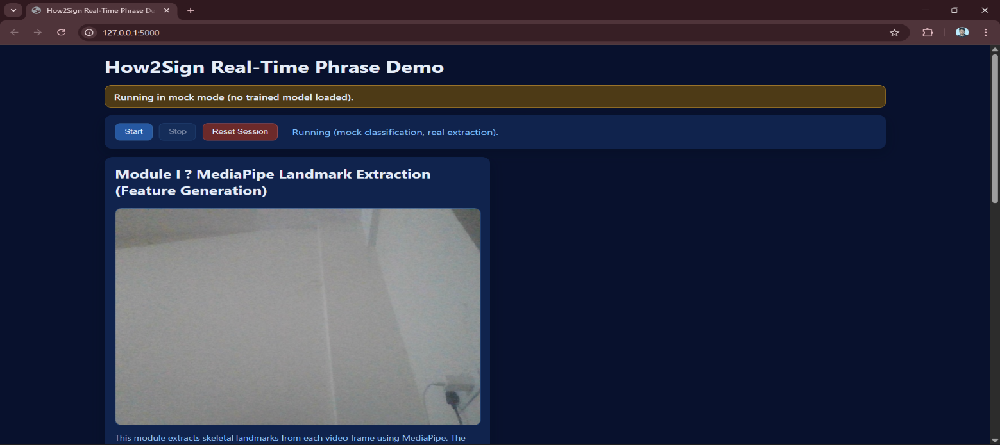 How2Sign Real-Time Phrase De
127.0.0.1:5000
How2Sign Real-Time Phrase Demo
Running in mock mode (no trained model loaded).
Start Stop Reset Session Running (mock classification, real extraction).
Module I ? MediaPipe Landmark Extraction
(Feature Generation)
This module extracts skeletal landmarks from each video frame using MediaPipe. The